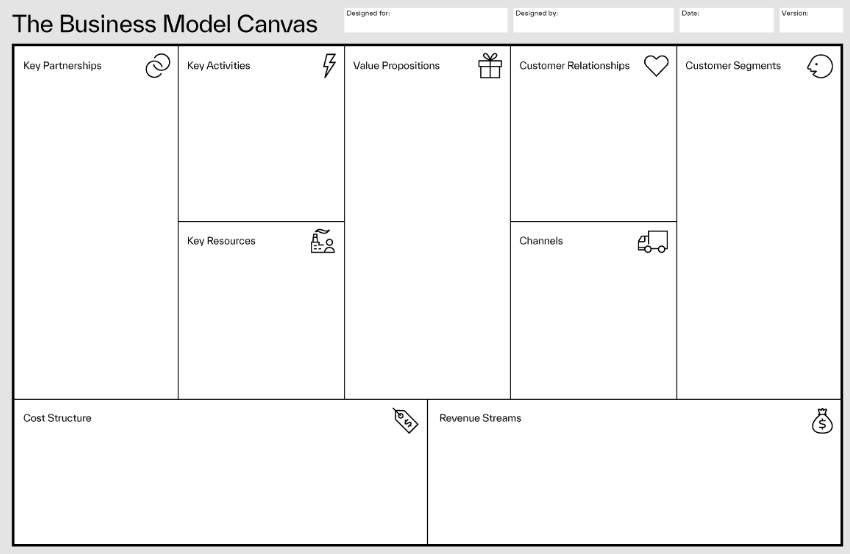 The Business Model Canvas
Designed for:
Designed by:
Date:
Version:
Key Partnerships
Key Activities
Value Propositions
Customer Relationships
Customer Segments
Key Resources
Channels
Cost Structure
$
Revenue Streams
$